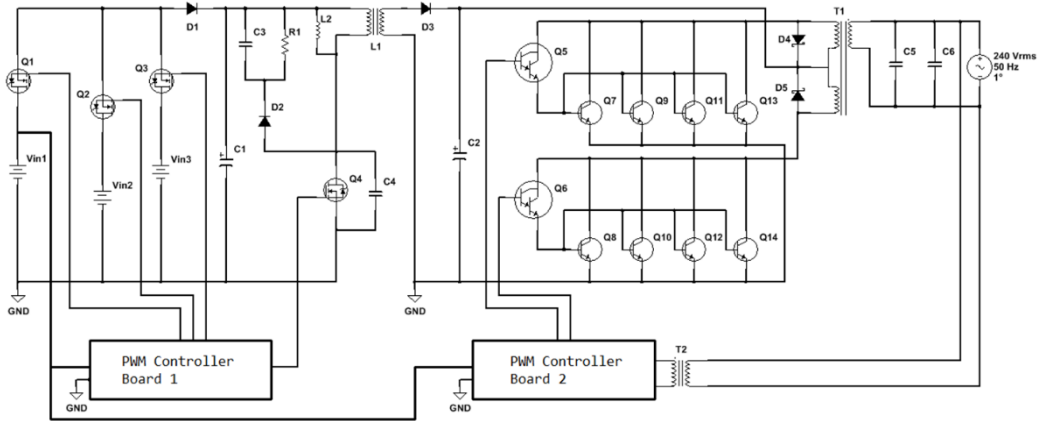 T1
D1
C3
R1
L2
L1
D3
Q5
D4
C5
C6
240 Vrms
50 Hz
1°
Q1
Q2
Q3
D5
Q7
Q9
Q11
Q13
D2
Vin1
Vin2
Vin3
C1
Q4
C4
C2
Q6
Q8
Q10
Q12
Q14
GND
GND
PWM Controller
Board 1
GND
PWM Controller
Board 2
GND
T2